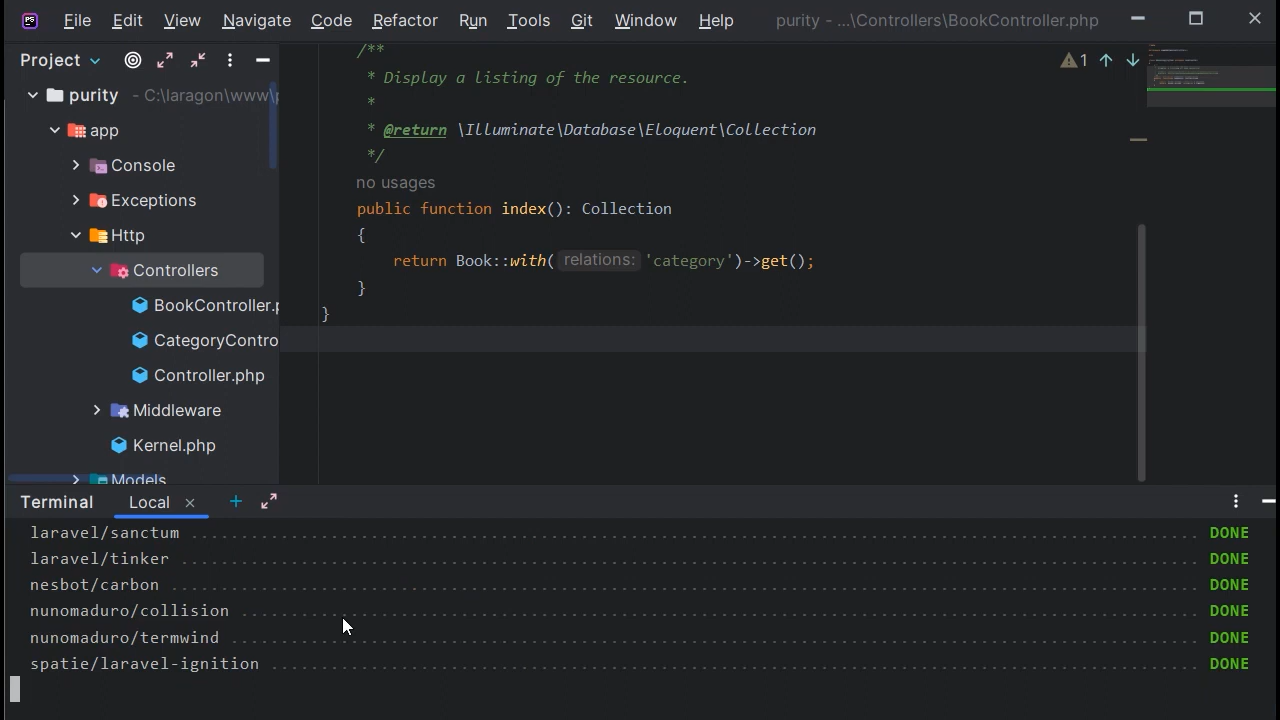 PS File Edit View Navigate Code Refactor Run Tools Git Window Help purity - ...\Controllers\BookController.php
Project
purity - C:\laragon\www\
app
Console
Exceptions
Http
Controllers
BookController.p
CategoryContro
Controller.php
Middleware
Kernel.php
Models
/**
* Display a listing of the resource.
*
* @return \Illuminate\Database\Eloquent\Collection
*/
no usages
public function index(): Collection
{
return Book::with( relations: 'category')->get();
}
}
1
Terminal Local
laravel/sanctum ................................................................ DONE
laravel/tinker ................................................................ DONE
nesbot/carbon ................................................................ DONE
nunomaduro/collision ................................................................ DONE
nunomaduro/termwind ................................................................ DONE
spatie/laravel-ignition ................................................................ DONE